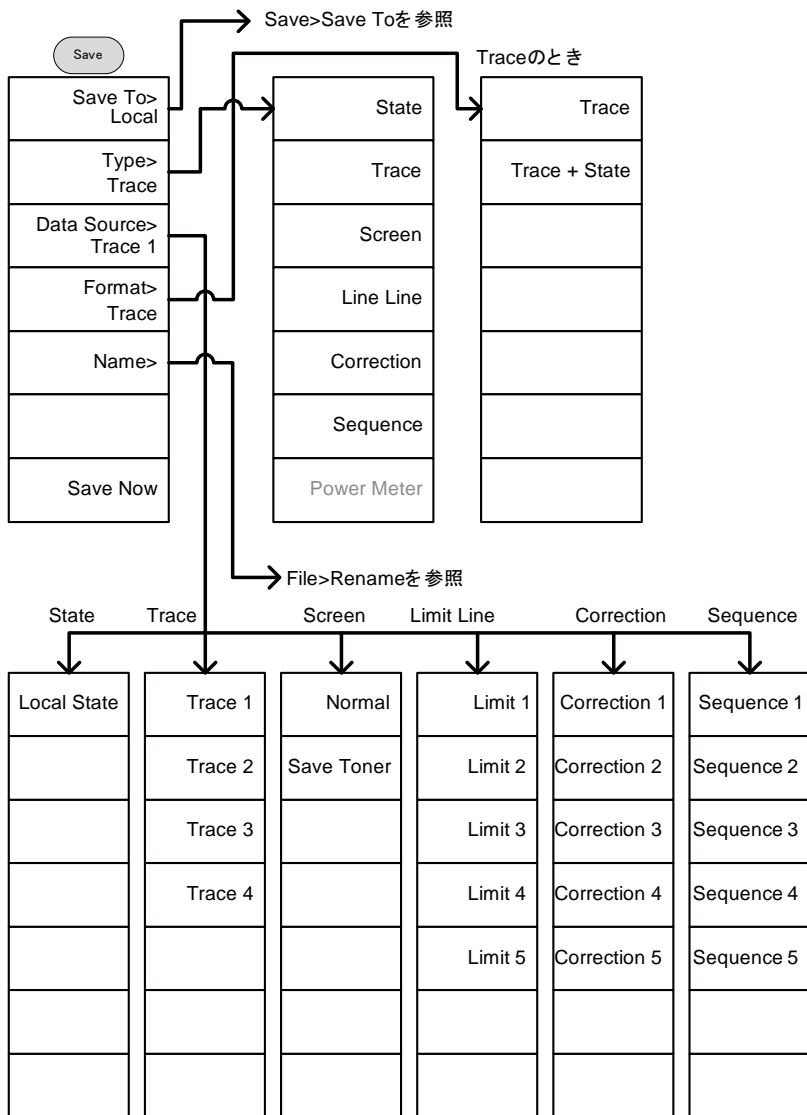 Save>Save Toを参照
Save
Traceのとき
Save To>
Local
Type>
Trace
Data Source>
Trace 1
Format>
Trace
Name>
Save Now
State
Trace
Screen
Line Line
Correction
Sequence
Power Meter
Trace
Trace + State
File>Renameを参照
State
Trace
Screen
Limit Line
Correction
Sequence
Local State
Trace 1
Trace 2
Trace 3
Trace 4
Normal
Save Toner
Limit 1
Limit 2
Limit 3
Limit 4
Limit 5
Correction 1
Correction 2
Correction 3
Correction 4
Correction 5
Sequence 1
Sequence 2
Sequence 3
Sequence 4
Sequence 5